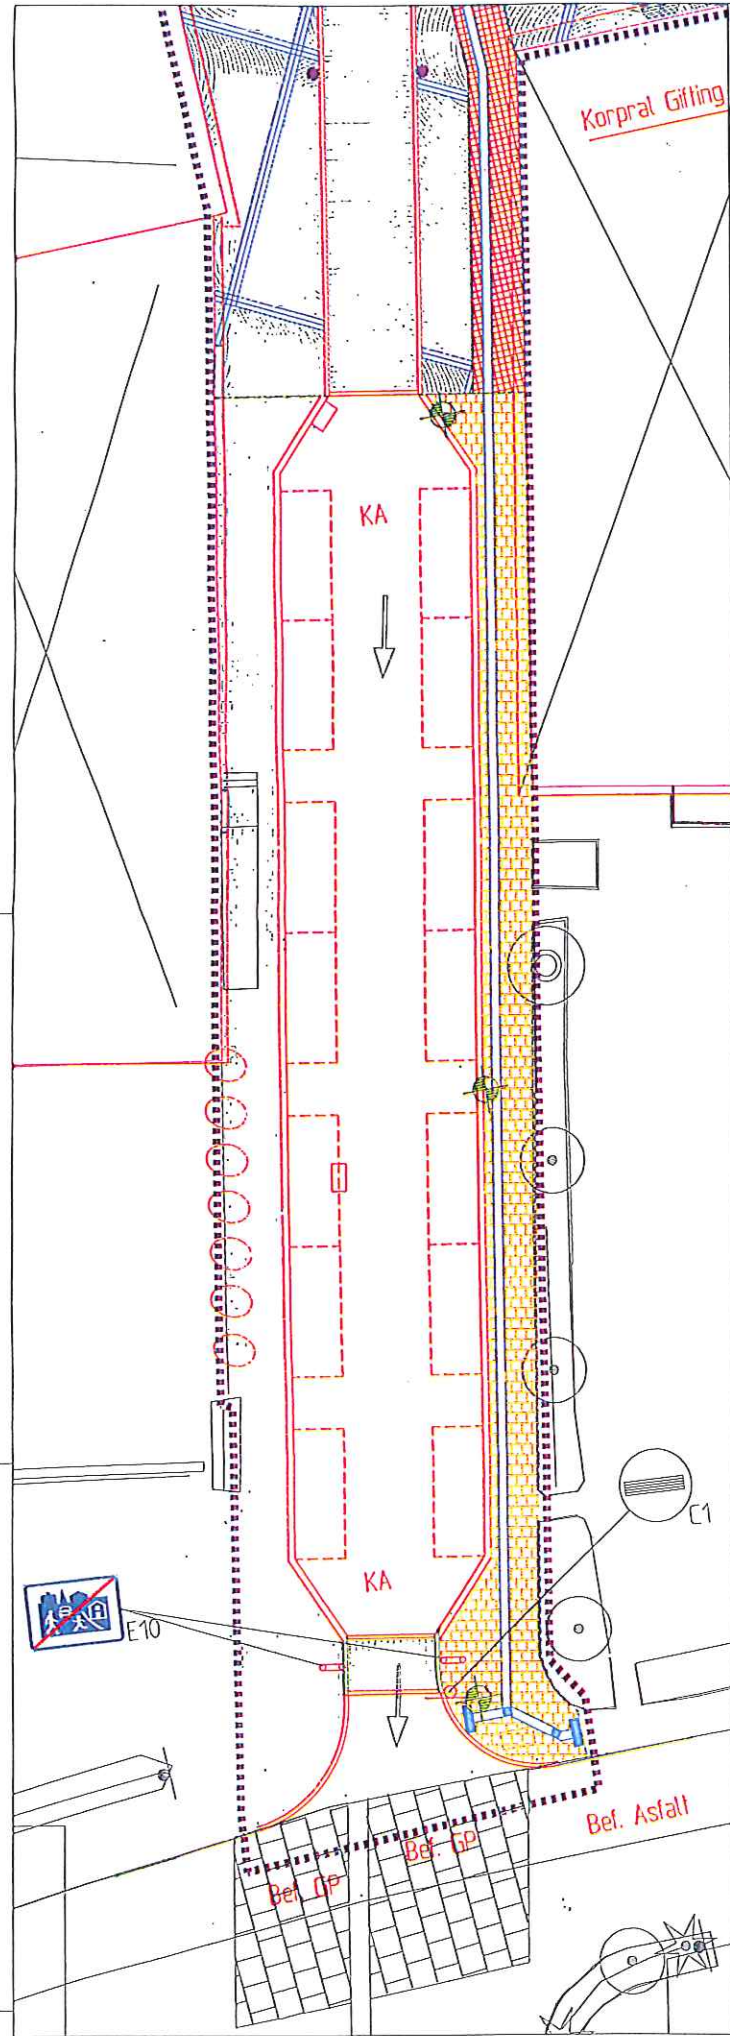 Korpral Gifting
KA
C1
KA
E10
Bef. Asfalt
Bef. GP
Bef. GP